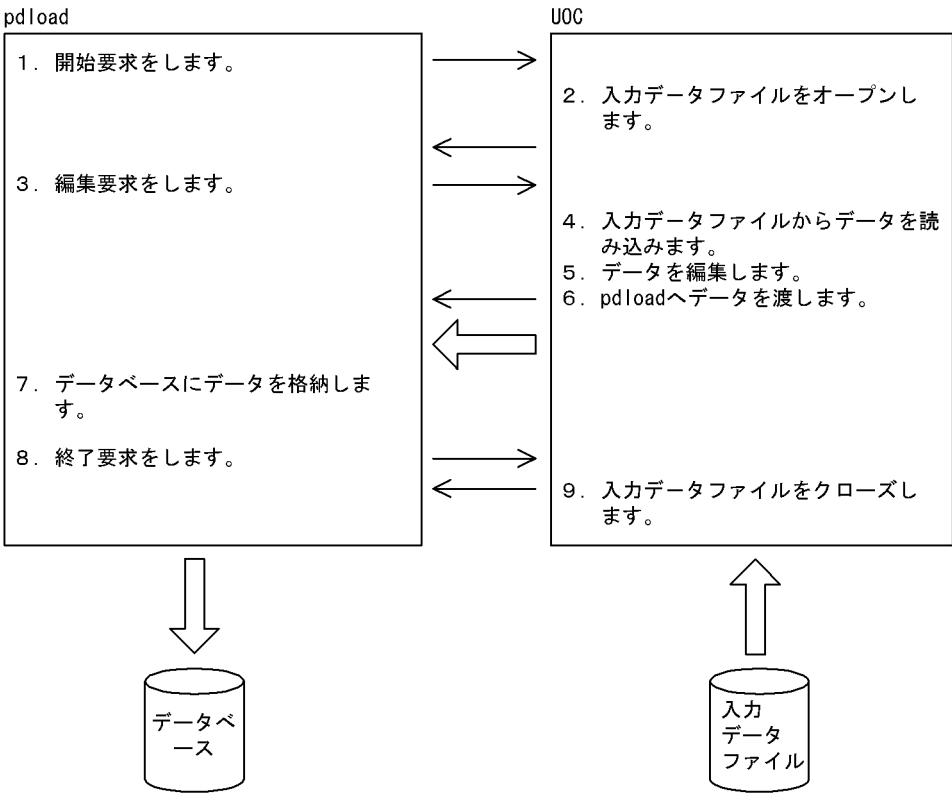 pdload
UOC
1. 開始要求をします。
2. 入力データファイルをオープンし
ます。
3. 編集要求をします。
4. 入力データファイルからデータを読
み込みます。
5. データを編集します。
6. pdloadへデータを渡します。
7. データベースにデータを格納しま
す。
8. 終了要求をします。
9. 入力データファイルをクローズし
ます。
データベ
ース
入力
データ
ファイル